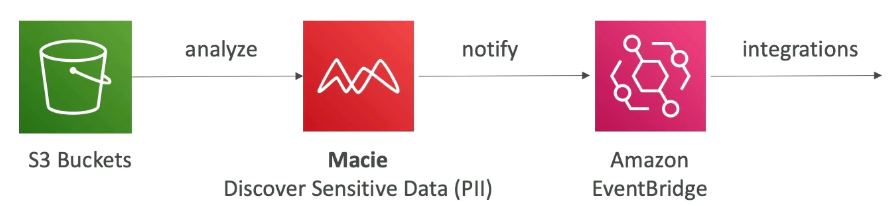 analyze
notify
integrations
S3 Buckets
Macie
Discover Sensitive Data (PII)
Amazon
EventBridge